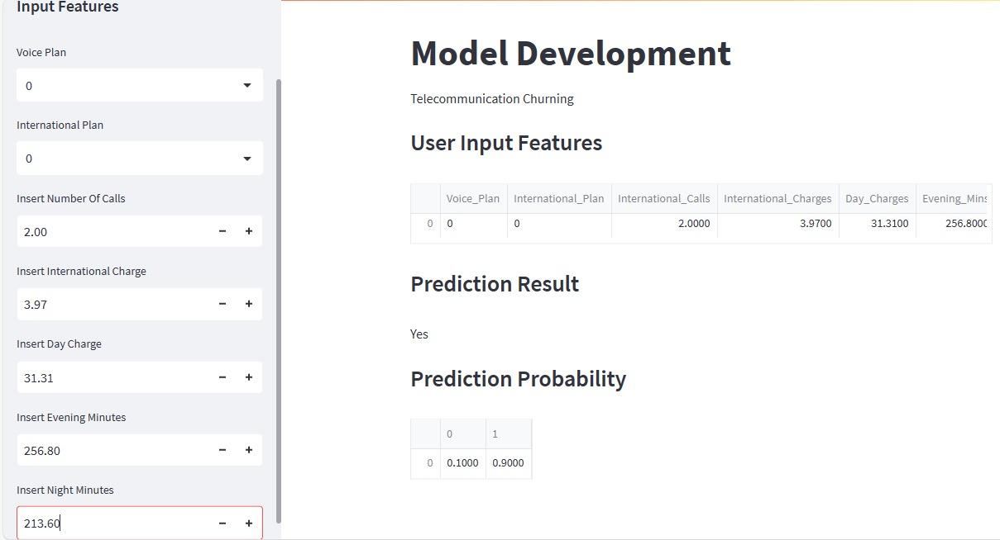 Input Features
Voice Plan
0
International Plan
0
Insert Number Of Calls
2.00 − +
Insert International Charge
3.97 − +
Insert Day Charge
31.31 − +
Insert Evening Minutes
256.80 − +
Insert Night Minutes
213.60 − +
Model Development
Telecommunication Churning
User Input Features
Voice_Plan International_Plan International_Calls International_Charges Day_Charges Evening_Mins
0 0 0 2.0000 3.9700 31.3100 256.8000
Prediction Result
Yes
Prediction Probability
0 1
0 0.1000 0.9000